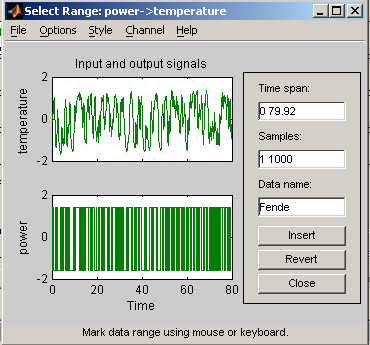 Select Range: power->temperature
File Options Style Channel Help
Input and output signals
temperature
2
0
-2
power
2
0
-2
0 20 40 60 80
Time
Time span:
0 79.92
Samples:
1 1000
Data name:
Fende
Insert
Revert
Close
Mark data range using mouse or keyboard.